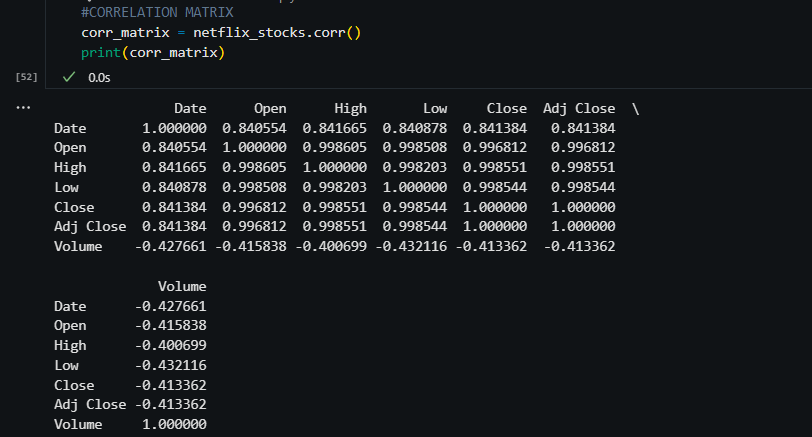 #CORRELATION MATRIX
corr_matrix = netflix_stocks.corr()
print(corr_matrix)
[52] ✓ 0.0s
... Date Open High Low Close Adj Close \
Date 1.000000 0.840554 0.841665 0.840878 0.841384 0.841384
Open 0.840554 1.000000 0.998605 0.998508 0.996812 0.996812
High 0.841665 0.998605 1.000000 0.998203 0.998551 0.998551
Low 0.840878 0.998508 0.998203 1.000000 0.998544 0.998544
Close 0.841384 0.996812 0.998551 0.998544 1.000000 1.000000
Adj Close 0.841384 0.996812 0.998551 0.998544 1.000000 1.000000
Volume -0.427661 -0.415838 -0.400699 -0.432116 -0.413362 -0.413362
Volume
Date -0.427661
Open -0.415838
High -0.400699
Low -0.432116
Close -0.413362
Adj Close -0.413362
Volume 1.000000